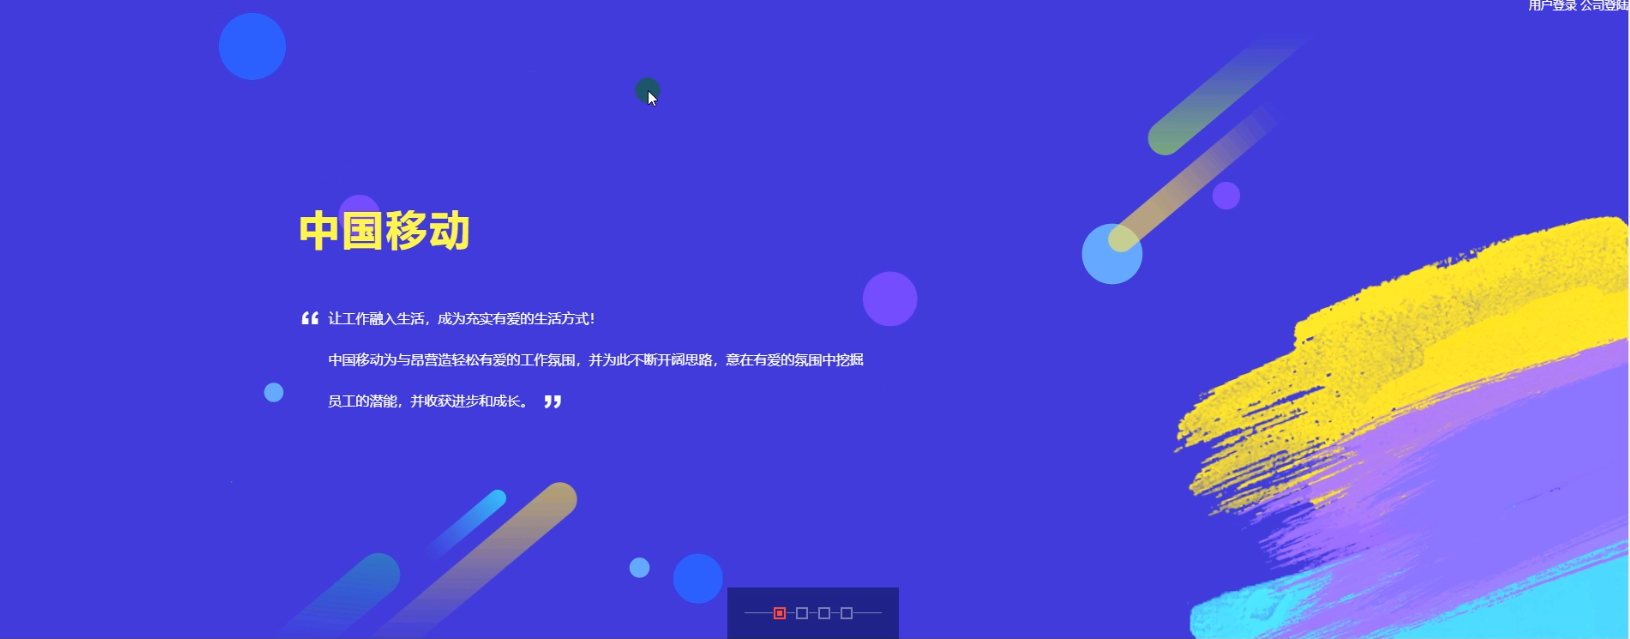 用户登录 公司登陆
中国移动
“ 让工作融入生活，成为充实有爱的生活方式！
中国移动为与昂营造轻松有爱的工作氛围，并为此不断开阔思路，意在有爱的氛围中挖掘
员工的潜能，并收获进步和成长。 ”